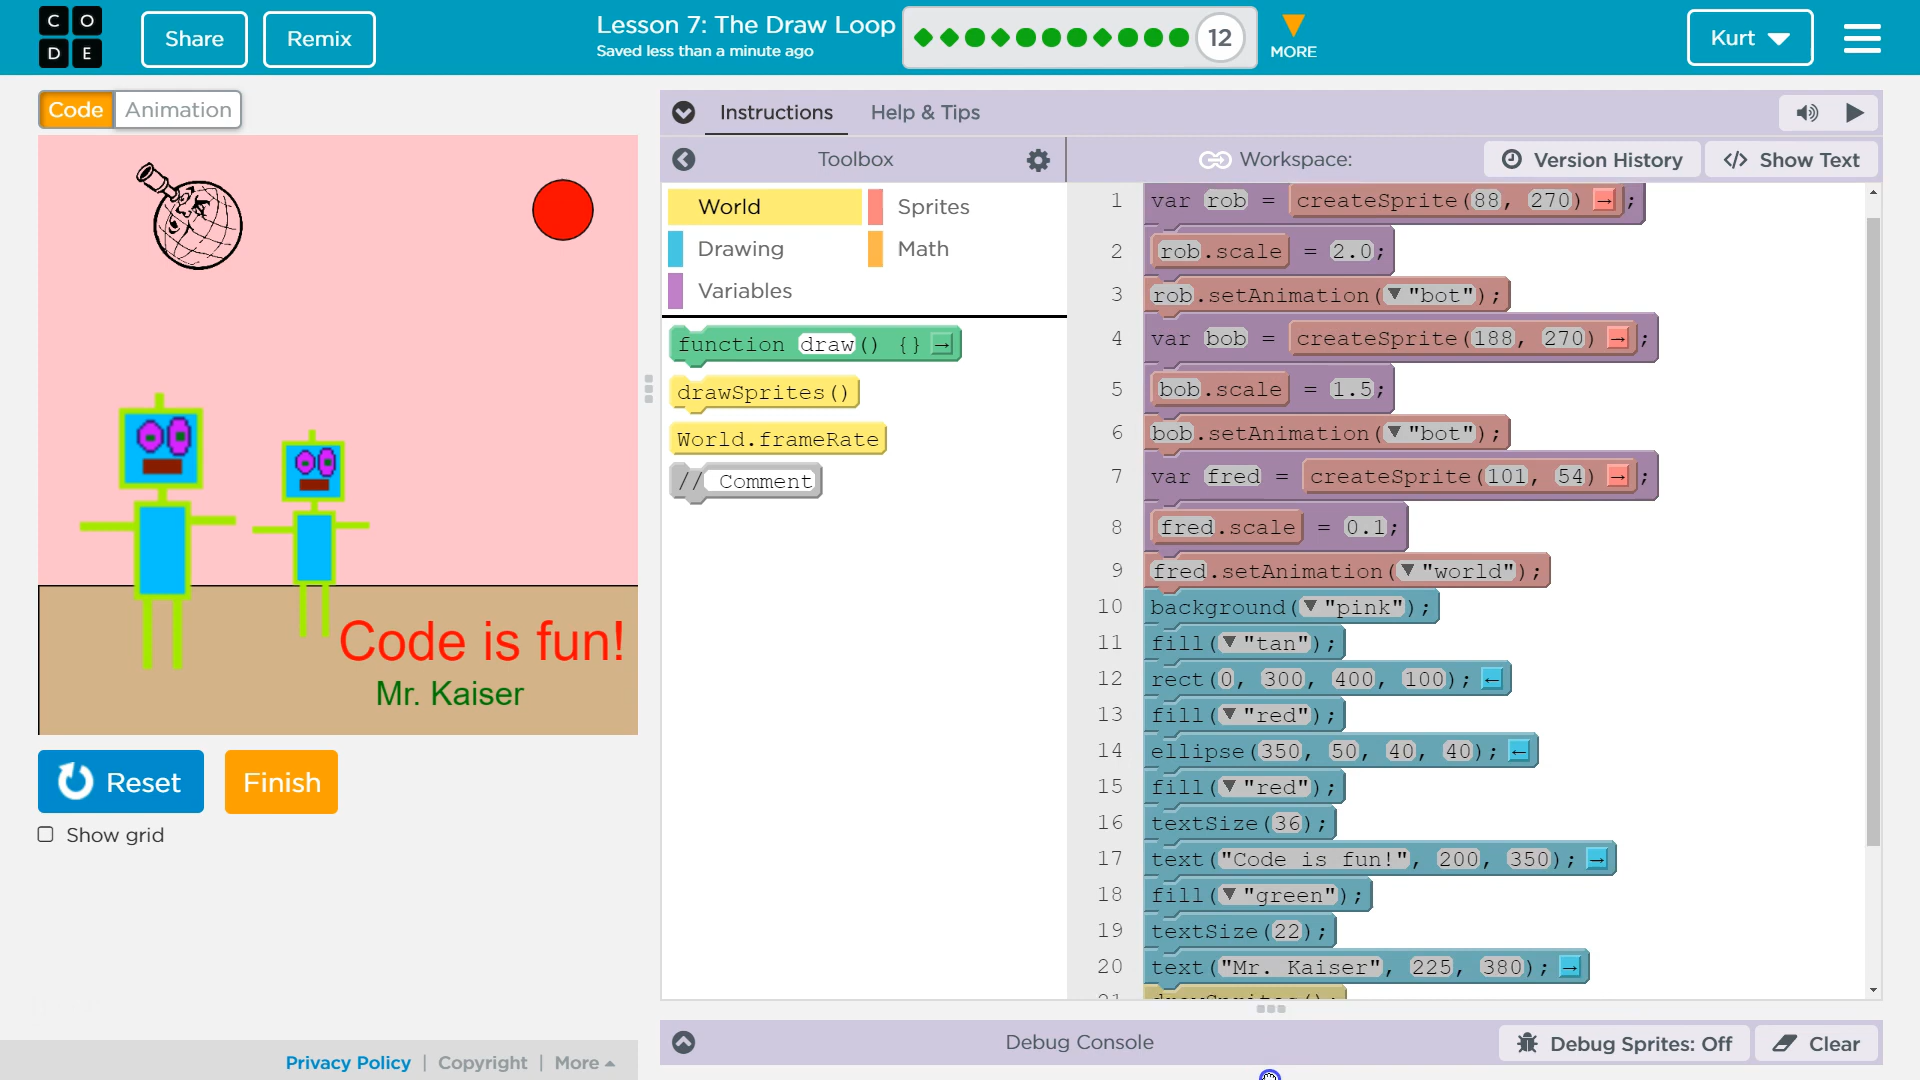 CODE
Share
Remix
Lesson 7: The Draw Loop
Saved less than a minute ago
12
MORE
Kurt
Code
Animation
Instructions
Help & Tips
Toolbox
Workspace:
Version History
</> Show Text
World
Sprites
Drawing
Math
Variables
function draw() {} →
drawSprites()
World.frameRate
// Comment
1 var rob = createSprite(88, 270) → ;
2 rob.scale = 2.0;
3 rob.setAnimation(▼"bot");
4 var bob = createSprite(188, 270) → ;
5 bob.scale = 1.5;
6 bob.setAnimation(▼"bot");
7 var fred = createSprite(101, 54) → ;
8 fred.scale = 0.1;
9 fred.setAnimation(▼"world");
10 background(▼"pink");
11 fill(▼"tan");
12 rect(0, 300, 400, 100); ←
13 fill(▼"red");
14 ellipse(350, 50, 40, 40); ←
15 fill(▼"red");
16 textSize(36);
17 text("Code is fun!", 200, 350); →
18 fill(▼"green");
19 textSize(22);
20 text("Mr. Kaiser", 225, 380); →
21 drawSprites();
Code is fun!
Mr. Kaiser
Reset
Finish
Show grid
Debug Console
Debug Sprites: Off
Clear
Privacy Policy | Copyright | More